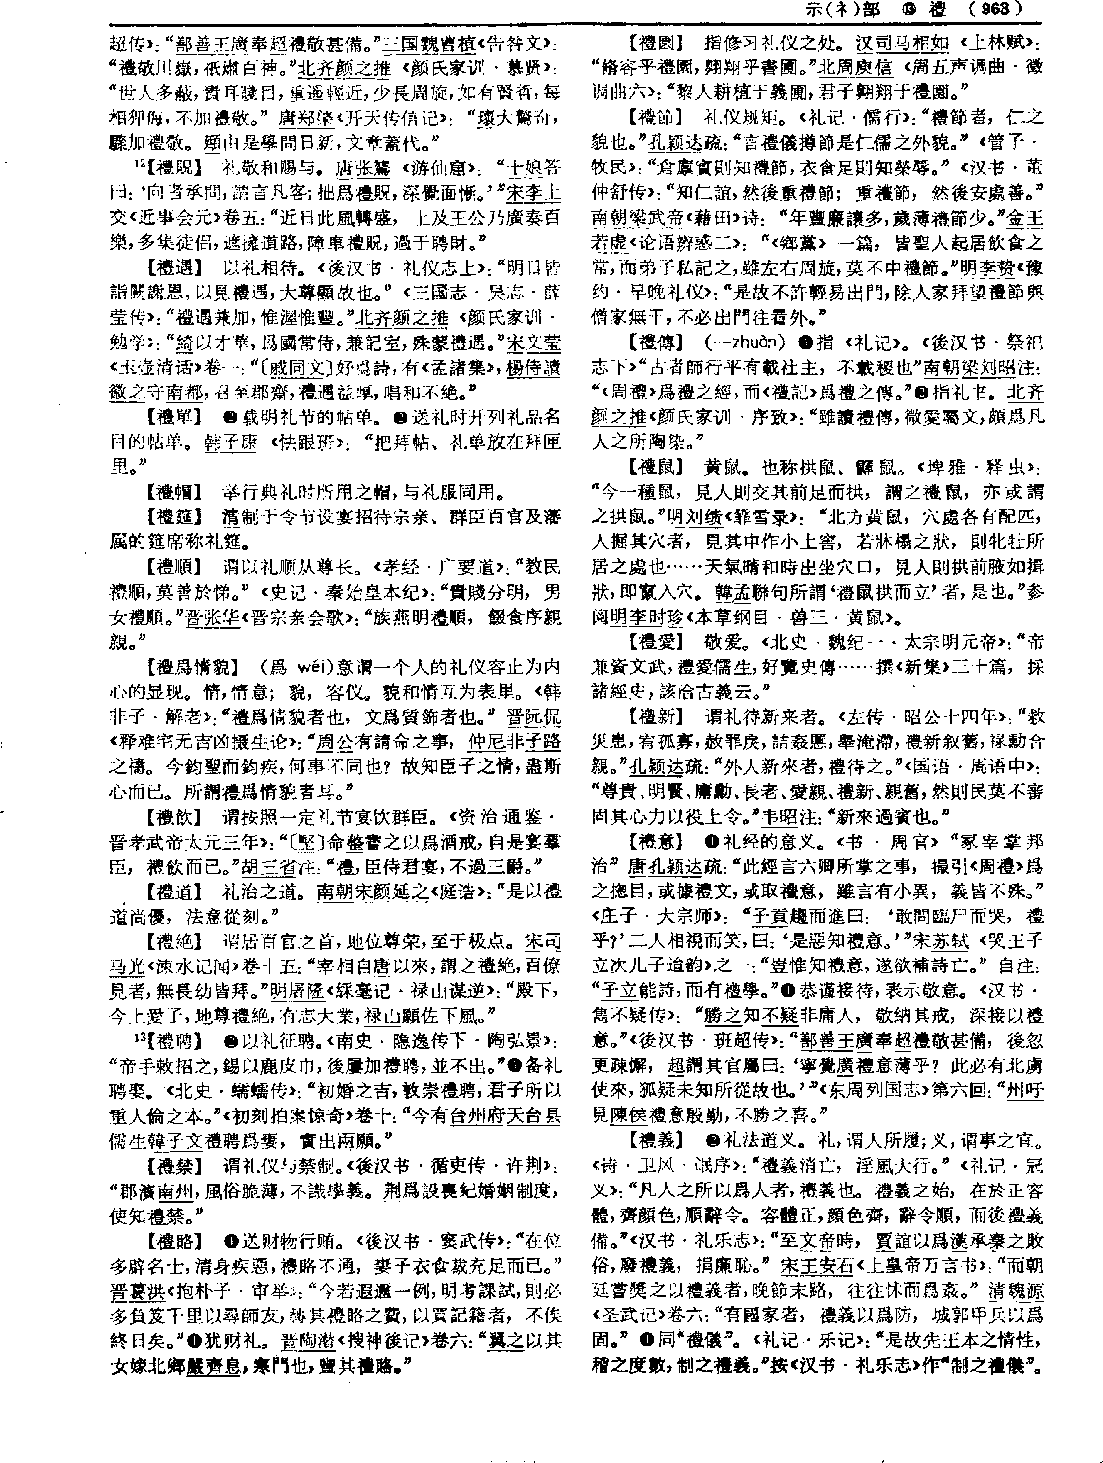 示(礻)部 ⑬ 禮 (963)
超传》：“鄯善王廣奉超禮敬甚備。”三国魏曹植《告咎文》：
“禮敬川嶽，祇肅百神。”北齐颜之推《颜氏家训·慕贤》：
“世人多蔽，貴耳賤目，重遥輕近，少長周旋，如有賢哲，每
相狎侮，不加禮敬。” 唐郑棨《开天传信记》：“瓌大驚奇，
驟加禮敬。頲由是學問日新，文章蓋代。”
¹³【禮貺】 礼敬和赐与。唐张鷟《游仙窟》：“十娘答
曰：‘向者承聞，謂言凡客；拙爲禮貺，深覺面慚。’”宋李上
交《近事会元》卷五：“近日此風轉盛， 上及王公乃廣奏百
樂，多集徒侣，遮擁道路，障車禮貺，過于聘財。”
【禮遇】 以礼相待。《後汉书·礼仪志上》：“明日皆
詣闕謝恩，以見禮遇，大尊顯故也。”《三國志·吴志·薛
莹传》：“禮遇兼加，惟渥惟豐。”北齐颜之推《颜氏家训·
勉学》：“綺以才華，爲國常侍，兼記室，殊蒙禮遇。”宋文莹
《玉壶清话》卷一：“〔戚同文〕好爲詩，有《孟諸集》，楊侍讀
徽之守南都，召至郡齋，禮遇益厚，唱和不絶。”
【禮單】 ❷载明礼节的帖单。❷送礼时开列礼品名
目的帖单。韩子康《怯跟班》：“把拜帖、礼单放在拜匣
里。”
【禮帽】 举行典礼时所用之帽，与礼服同用。
【禮筵】 清制于令节设宴招待宗亲、群臣百官及藩
属的筵席称礼筵。
【禮順】 谓以礼顺从尊长。《孝经·广要道》：“教民
禮順，莫善於悌。”《史记·秦始皇本纪》：“貴賤分明，男
女禮順。”晋张华《晋宗亲会歌》：“族燕明禮順，餟食序親
親。”
【禮爲情貌】 (爲 wéi)意谓一个人的礼仪容止为内
心的显现。情，情意；貌，容仪。貌和情互为表里。《韩
非子·解老》：“禮爲情貌者也，文爲質飾者也。” 晋阮侃
《释难宅无吉凶摄生论》：“周公有請命之事，仲尼非子路
之禱。今鈞聖而鈞疾，何事不同也？故知臣子之情，盡斯
心而已。所謂禮爲情貌者耳。”
【禮飲】 谓按照一定礼节宴饮群臣。《资治通鉴·
晋孝武帝太元三年》：“〔堅〕命整書之以爲酒戒，自是宴羣
臣，禮飲而已。”胡三省注：“禮，臣侍君宴，不過三爵。”
【禮道】 礼治之道。南朝宋颜延之《庭诰》：“是以禮
道尚優，法意從刻。”
【禮絶】 谓居百官之首，地位尊荣，至于极点。宋司
马光《涑水记闻》卷十五：“宰相自唐以來，謂之禮絶，百僚
見者，無長幼皆拜。”明屠隆《綵毫记·禄山谋逆》：“殿下，
今上愛子，地尊禮絶，有志大業，禄山願佐下風。”
¹³【禮聘】 ❷以礼征聘。《南史·隐逸传下·陶弘景》：
“帝手敕招之，錫以鹿皮巾，後屢加禮聘，並不出。”❶备礼
聘娶。《北史·蠕蠕传》：“初婚之吉，敦崇禮聘，君子所以
重人倫之本。”《初刻拍案惊奇》卷十：“今有台州府天台县
儒生韓子文禮聘爲妻，實出兩願。”
【禮禁】 谓礼仪与禁制。《後汉书·循吏传·许荆》：
“郡濱南州，風俗脆薄，不識學義。荆爲設喪紀婚姻制度，
使知禮禁。”
【禮賂】 ❶送财物行贿。《後汉书·窦武传》：“在位
多辟名士，清身疾惡，禮賂不通，妻子衣食裁充足而已。”
晋葛洪《抱朴子·审举》：“今若遐邇一例，明考課試，則必
多負笈千里以尋師友，轉其禮賂之費，以買記籍者，不俟
終日矣。”❶犹财礼。晋陶潜《搜神後记》卷六：“翼之以其
女嫁北鄉嚴齊息，寒門也，豐其禮賂。”
【禮圃】 指修习礼仪之处。汉司马相如《上林赋》：
“脩容乎禮園，翱翔乎書圃。”北周庾信《周五声调曲·徵
调曲六》：“黎人耕植于義圃，君子翱翔于禮園。”
【禮節】 礼仪规矩。《礼记·儒行》：“禮節者，仁之
貌也。”孔颖达疏：“言禮儀撙節是仁儒之外貌。” 《管子·
牧民》：“倉廩實則知禮節，衣食足則知榮辱。” 《汉书·董
仲舒传》：“知仁誼，然後重禮節；重禮節，然後安處善。”
南朝梁武帝《藉田》诗：“年豐廉讓多，歲薄禮節少。”金王
若虚《论语辨惑二》：“《鄉黨》一篇，皆聖人起居飲食之
常，而弟子私記之，雖左右周旋，莫不中禮節。”明李贽《豫
约·早晚礼仪》：“是故不許輕易出門，除人家拜望禮節與
僧家無干，不必出門往看外。”
【禮傳】 (—zhuàn) ❶指《礼记》。《後汉书·祭祀
志下》“古者師行平有載社主，不載稷也”南朝梁刘昭注：
“《周禮》爲禮之經，而《禮記》爲禮之傳。”❷指礼书。北齐
颜之推《颜氏家训·序致》：“雖讀禮傳，微愛屬文，頗爲凡
人之所陶染。”
【禮鼠】 黄鼠。也称拱鼠、鼲鼠。《埤雅·释虫》：
“今一種鼠，見人則交其前足而拱，謂之禮鼠，亦或謂
之拱鼠。”明刘绩《霏雪录》：“北方黄鼠，穴處各有配匹，
人掘其穴者，見其中作小土窖，若牀榻之狀，則牝牡所
居之處也……天氣晴和時出坐穴口，見人則拱前腋如揖
狀，即竄入穴。韓孟聯句所謂‘禮鼠拱而立’者，是也。”参
阅明李时珍《本草纲目·兽三·黄鼠》。
【禮愛】 敬爱。《北史·魏纪一·太宗明元帝》：“帝
兼資文武，禮愛儒生，好覽史傳……撰《新集》三十篇，採
諸經史，該洽古義云。”
【禮新】 谓礼待新来者。《左传·昭公十四年》：“救
災患，宥孤寡，赦罪戾，詰姦慝，舉淹滯，禮新叙舊，禄勳合
親。”孔颖达疏：“外人新來者，禮待之。”《国语·周语中》：
“尊貴、明賢、庸勳、長老、愛親、禮新、親舊，然則民莫不審
固其心力以役上令。”韦昭注：“新來過賓也。”
【禮意】 ❶礼经的意义。《书·周官》“冢宰掌邦
治” 唐孔颖达疏：“此經言六卿所掌之事，撮引《周禮》爲
之總目，或據禮文，或取禮意，雖言有小異，義皆不殊。”
《庄子·大宗师》：“子貢趨而進曰：‘敢問臨尸而哭，禮
乎？’二人相視而笑，曰：‘是惡知禮意。’”宋苏轼《哭王子
立次儿子迨韵》之一：“豈惟知禮意，遂欲補詩亡。” 自注：
“子立能詩，而有禮學。”❶恭谨接待，表示敬意。《汉书·
雋不疑传》：“勝之知不疑非庸人，敬納其戒，深接以禮
意。”《後汉书·班超传》：“鄯善王廣奉超禮敬甚備，後忽
更疎懈，超謂其官屬曰：‘寧覺廣禮意薄乎？此必有北虜
使來，狐疑未知所從故也。’”《东周列国志》第六回：“州吁
見陳侯禮意殷勤，不勝之喜。”
【禮義】 ❷礼法道义。礼，谓人所履；义，谓事之宜。
《诗·卫风·氓序》：“禮義消亡，淫風大行。” 《礼记·冠
义》：“凡人之所以爲人者，禮義也。禮義之始，在於正容
體，齊顔色，順辭令。容體正，顔色齊，辭令順，而後禮義
備。”《汉书·礼乐志》：“至文帝時，賈誼以爲漢承秦之敗
俗，廢禮義，捐廉恥。” 宋王安石《上皇帝万言书》：“而朝
廷嘗奬之以禮義者，晚節末路，往往怵而爲姦。” 清魏源
《圣武记》卷六：“有國家者，禮義以爲防，城郭甲兵以爲
固。” ❶同“禮儀”。《礼记·乐记》：“是故先王本之情性，
稽之度數，制之禮義。”按《汉书·礼乐志》作“制之禮儀”。